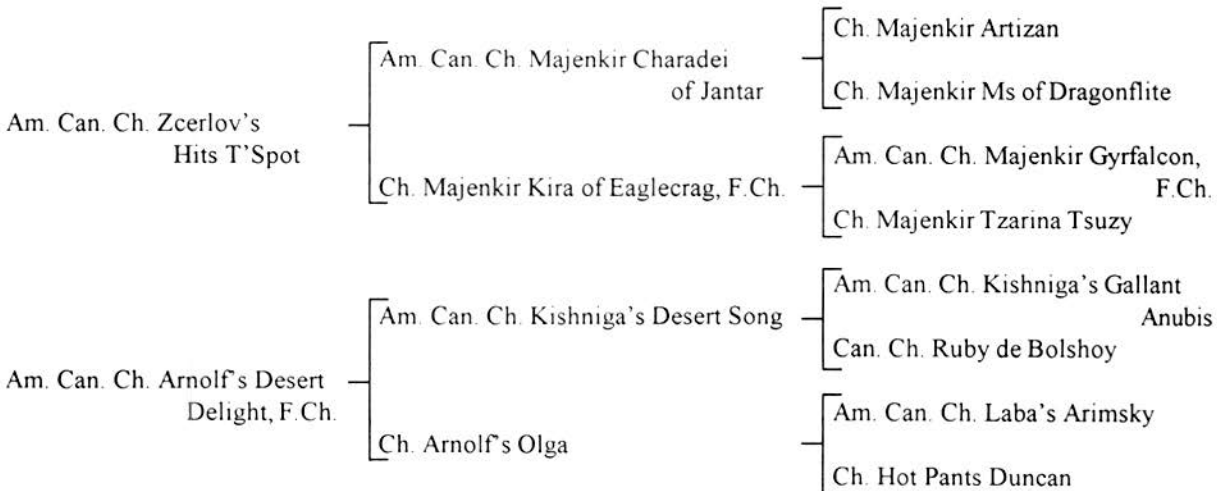 Ch. Majenkir Artizan
Am. Can. Ch. Majenkir Charadei
of Jantar
Ch. Majenkir Ms of Dragonflite
Am. Can. Ch. Zcerlov's
Hits T'Spot
Am. Can. Ch. Majenkir Gyrfalcon,
F.Ch.
Ch. Majenkir Kira of Eaglecrag, F.Ch.
Ch. Majenkir Tzarina Tsuzy
Am. Can. Ch. Kishniga's Gallant
Anubis
Am. Can. Ch. Kishniga's Desert Song
Can. Ch. Ruby de Bolshoy
Am. Can. Ch. Arnolf's Desert
Delight, F.Ch.
Am. Can. Ch. Laba's Arimsky
Ch. Arnolf's Olga
Ch. Hot Pants Duncan